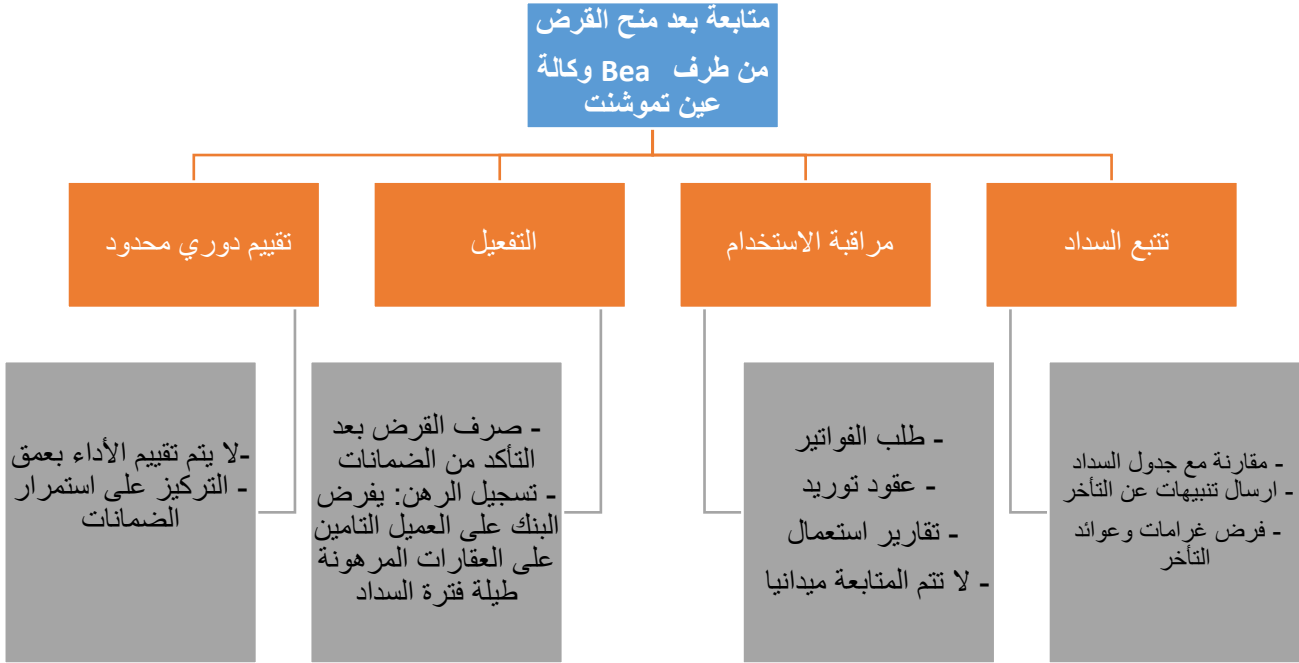 متابعة بعد منح القرض
من طرف Bea وكالة
عين تموشنت
تتبع السداد
مراقبة الاستخدام
التفعيل
تقييم دوري محدود
- مقارنة مع جدول السداد
- ارسال تنبيهات عن التأخر
- فرض غرامات وعوائد
التأخر
- طلب الفواتير
- عقود توريد
- تقارير استعمال
- لا تتم المتابعة ميدانيا
- صرف القرض بعد
التأكد من الضمانات
- تسجيل الرهن: يفرض
البنك على العميل التامين
على العقارات المرهونة
طيلة فترة السداد
-لا يتم تقييم الأداء بعمق
- التركيز على استمرار
الضمانات